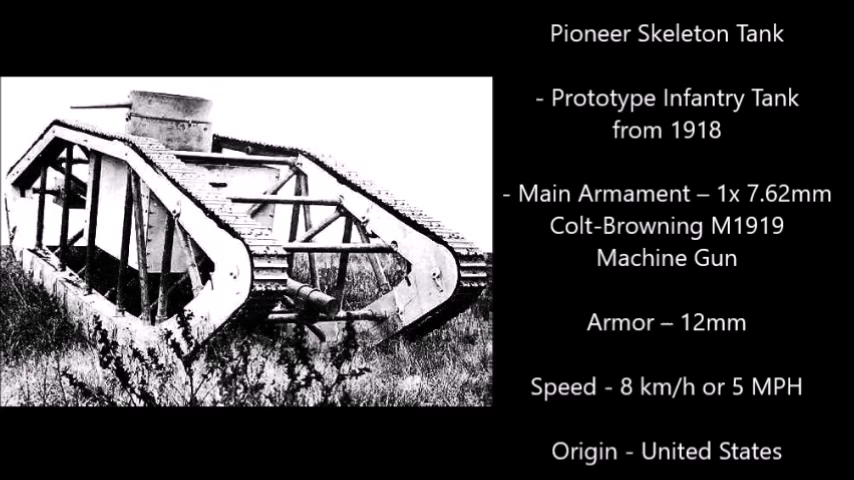 Pioneer Skeleton Tank
- Prototype Infantry Tank
from 1918
- Main Armament – 1x 7.62mm
Colt-Browning M1919
Machine Gun
Armor – 12mm
Speed - 8 km/h or 5 MPH
Origin - United States